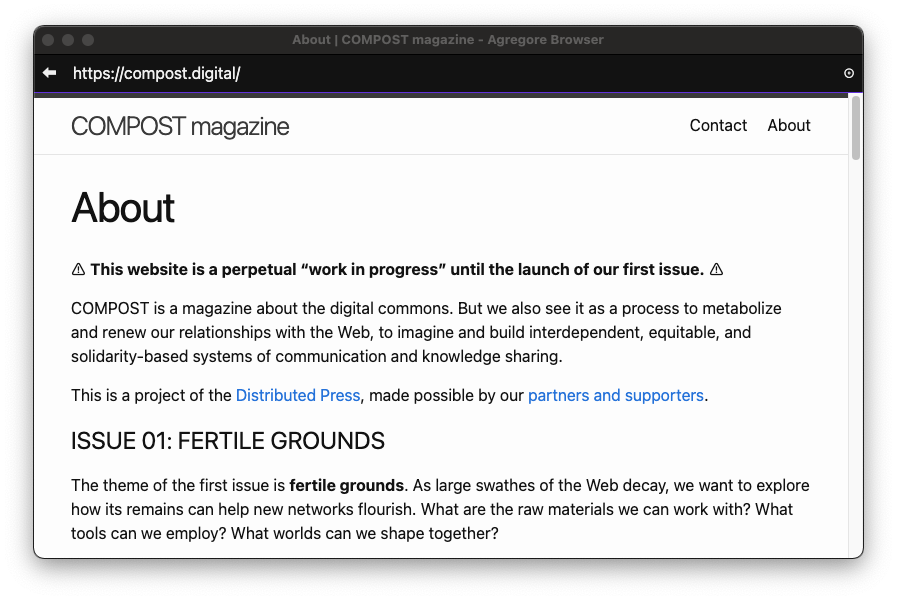 About | COMPOST magazine - Agregore Browser
https://compost.digital/
COMPOST magazine
Contact
About
About
⚠ This website is a perpetual “work in progress” until the launch of our first issue. ⚠
COMPOST is a magazine about the digital commons. But we also see it as a process to metabolize
and renew our relationships with the Web, to imagine and build interdependent, equitable, and
solidarity-based systems of communication and knowledge sharing.
This is a project of the Distributed Press, made possible by our partners and supporters.
ISSUE 01: FERTILE GROUNDS
The theme of the first issue is fertile grounds. As large swathes of the Web decay, we want to explore
how its remains can help new networks flourish. What are the raw materials we can work with? What
tools can we employ? What worlds can we shape together?